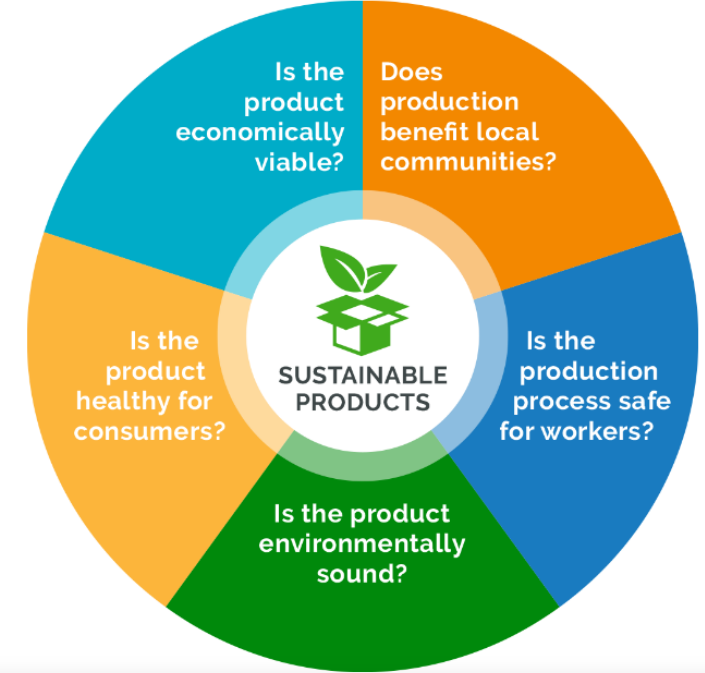 Is the
product
economically
viable?
Does
production
benefit local
communities?
Is the
production
process safe
for workers?
Is the product
environmentally
sound?
Is the
product
healthy for
consumers?
SUSTAINABLE
PRODUCTS